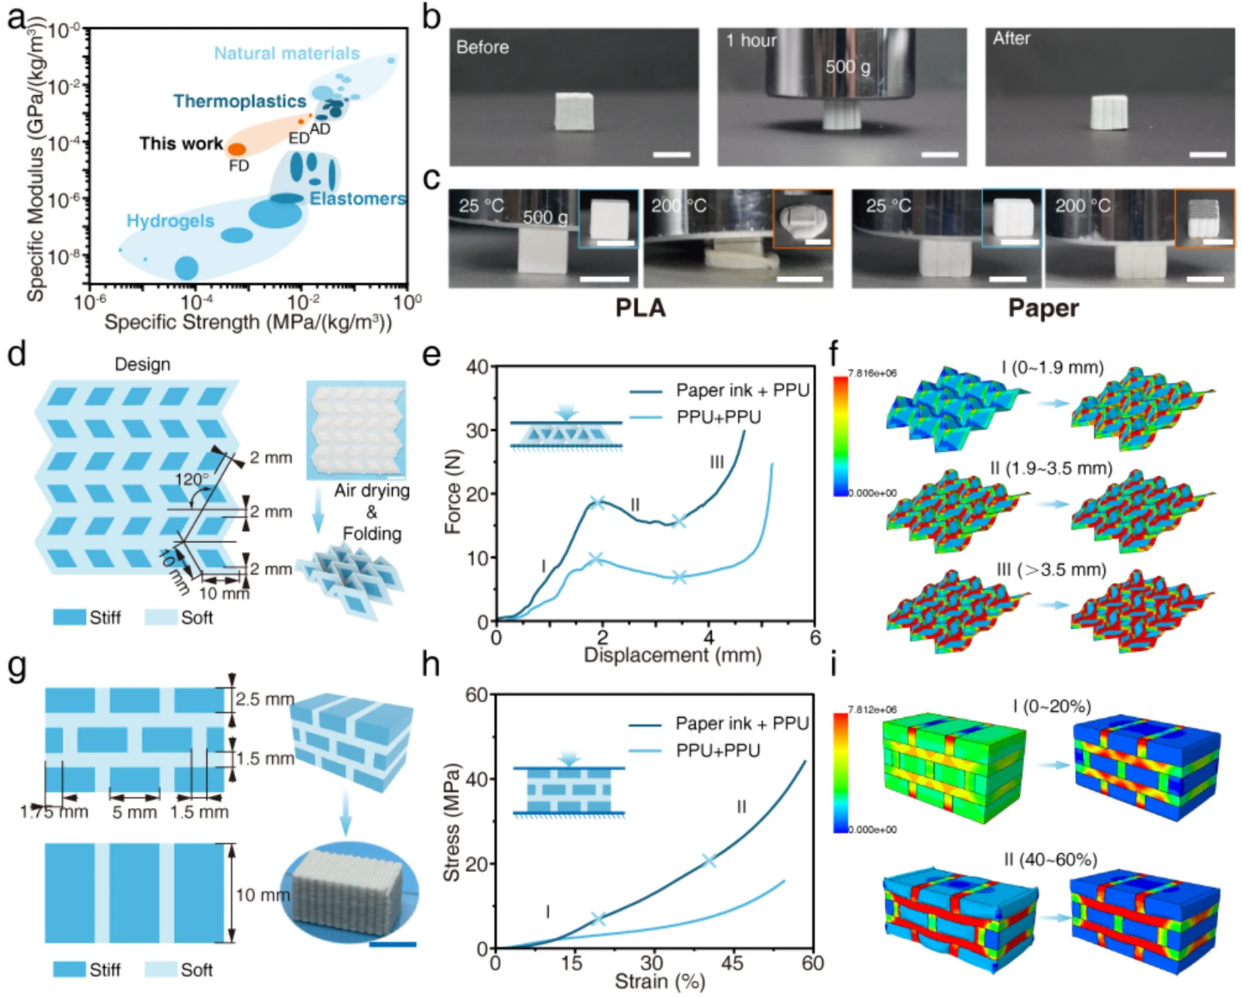 a
10⁻⁰
10⁻²
10⁻⁴
10⁻⁶
10⁻⁸
Specific Modulus (GPa/(kg/m³))
Natural materials
Thermoplastics
This work
ED
AD
FD
Elastomers
Hydrogels
10⁻⁶
10⁻⁴
10⁻²
10⁰
Specific Strength (MPa/(kg/m³))
b
Before
1 hour
500 g
After
c
25 °C
500 g
200 °C
25 °C
200 °C
PLA
Paper
d
Design
2 mm
120°
2 mm
2 mm
10 mm
10 mm
Stiff
Soft
Air drying
&
Folding
e
40
30
20
10
0
Force (N)
Paper ink + PPU
PPU+PPU
I
II
III
0
2
4
6
Displacement (mm)
f
7.816e+06
0.000e+00
I (0~1.9 mm)
II (1.9~3.5 mm)
III (>3.5 mm)
g
2.5 mm
1.5 mm
1.75 mm
5 mm
1.5 mm
10 mm
Stiff
Soft
h
60
40
20
0
Stress (MPa)
Paper ink + PPU
PPU+PPU
I
II
0
15
30
45
60
Strain (%)
i
7.812e+06
0.000e+00
I (0~20%)
II (40~60%)